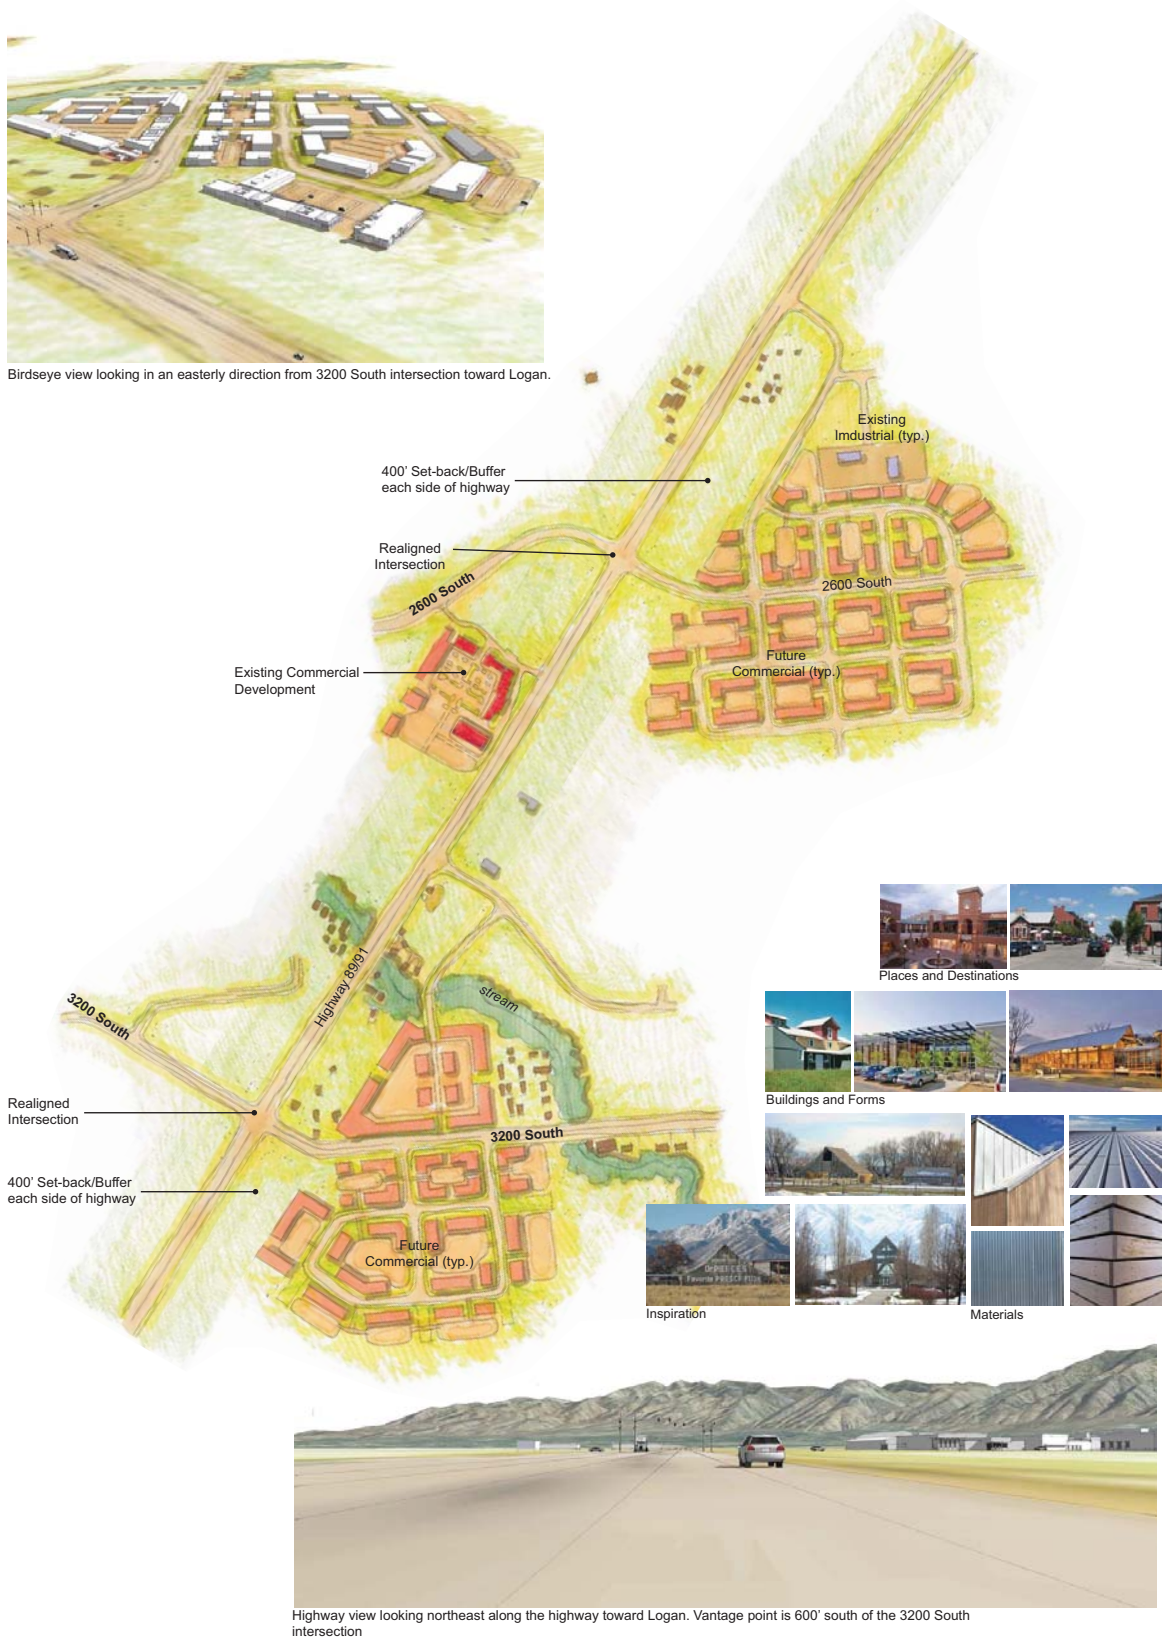 Birdseye view looking in an easterly direction from 3200 South intersection toward Logan.
Existing
Imdustrial (typ.)
400' Set-back/Buffer
each side of highway
Realigned
Intersection
2600 South
2600 South
Existing Commercial
Development
Future
Commercial (typ.)
Highway 89/91
stream
3200 South
Realigned
Intersection
3200 South
400' Set-back/Buffer
each side of highway
Future
Commercial (typ.)
Places and Destinations
Buildings and Forms
Dr PIERCE'S
Favorite PRESCRIPTION
Inspiration
Materials
Highway view looking northeast along the highway toward Logan. Vantage point is 600' south of the 3200 South
intersection